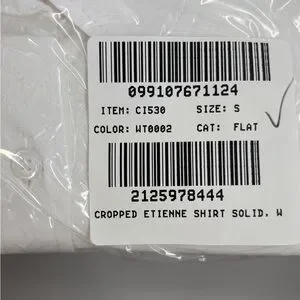 099107671124
ITEM: CI530 SIZE: S
COLOR: WT0002 CAT: FLAT
2125978444
CROPPED ETIENNE SHIRT SOLID, W